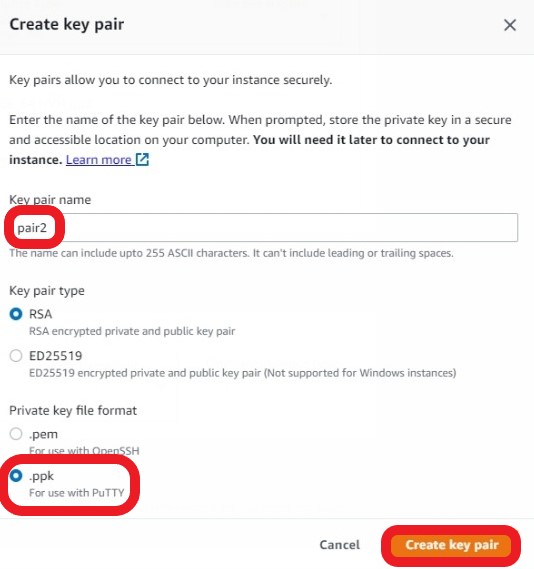 Create key pair
Key pairs allow you to connect to your instance securely.
Enter the name of the key pair below. When prompted, store the private key in a secure
and accessible location on your computer. You will need it later to connect to your
instance. Learn more
Key pair name
pair2
The name can include upto 255 ASCII characters. It can't include leading or trailing spaces.
Key pair type
RSA
RSA encrypted private and public key pair
ED25519
ED25519 encrypted private and public key pair (Not supported for Windows instances)
Private key file format
.pem
For use with OpenSSH
.ppk
For use with PuTTY
Cancel
Create key pair